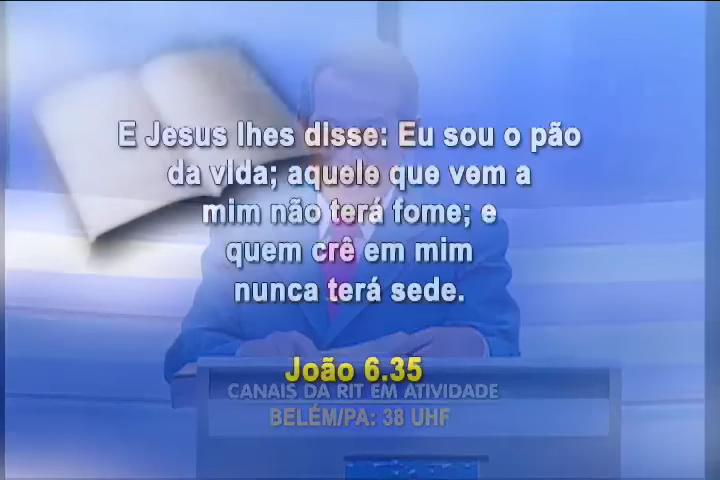 E Jesus lhes disse: Eu sou o pão
da vida; aquele que vem a
mim não terá fome; e
quem crê em mim
nunca terá sede.
João 6.35
CANAIS DA RIT EM ATIVIDADE
BELÉM/PA: 38 UHF